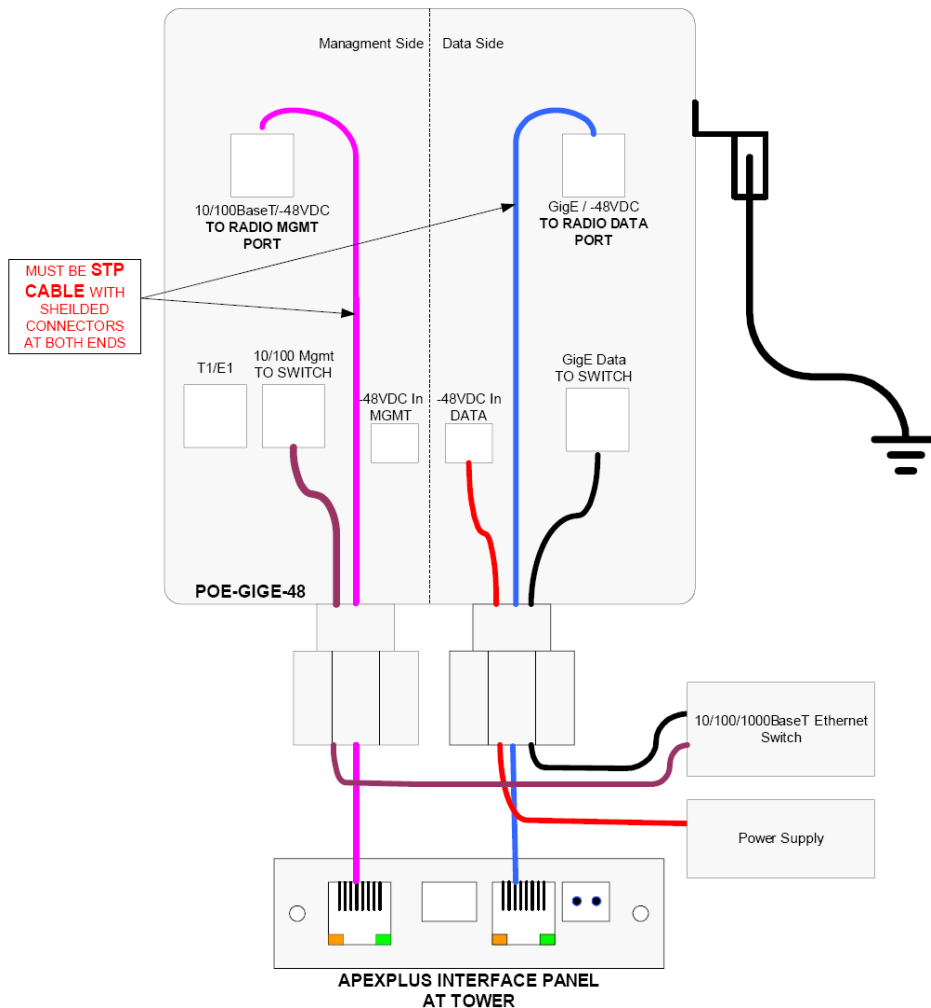 Managment Side
Data Side
10/100BaseT/-48VDC
TO RADIO MGMT
PORT
GigE / -48VDC
TO RADIO DATA
PORT
MUST BE STP
CABLE WITH
SHEILDED
CONNECTORS
AT BOTH ENDS
T1/E1
10/100 Mgmt
TO SWITCH
-48VDC In
MGMT
-48VDC In
DATA
GigE Data
TO SWITCH
POE-GIGE-48
10/100/1000BaseT Ethernet
Switch
Power Supply
APEXPLUS INTERFACE PANEL
AT TOWER